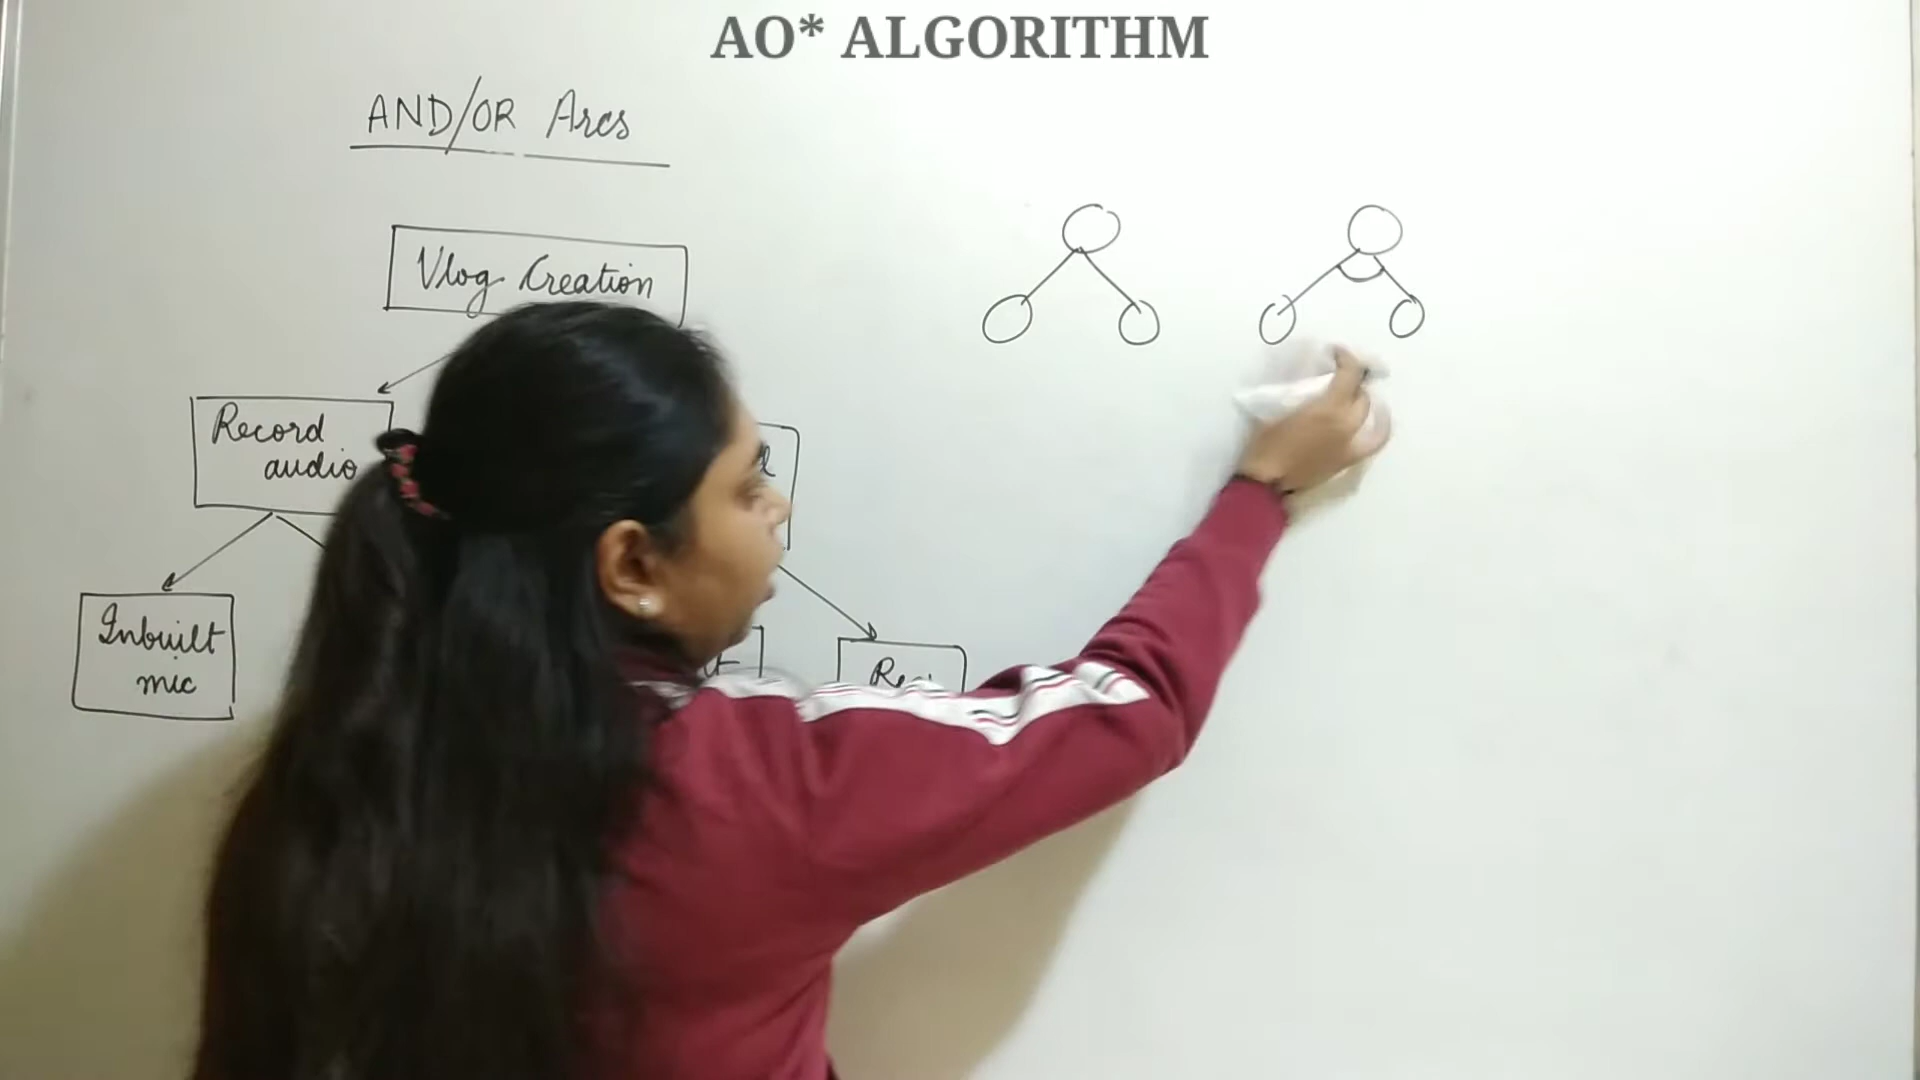 AO* ALGORITHM
AND/OR Arcs
Vlog Creation
Record
audio
Inbuilt
mic